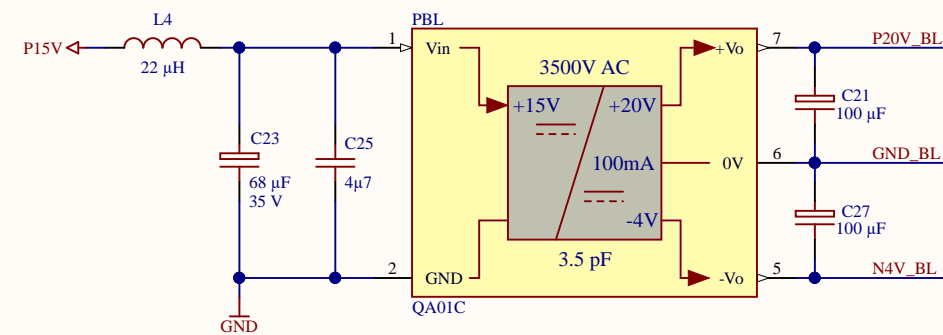 L4
P15V
22 µH
C23
68 µF
35 V
C25
4µ7
PBL
1
Vin
3500V AC
+15V
+20V
100mA
-4V
3.5 pF
2
GND
QA01C
+Vo
7
0V
6
-Vo
5
P20V_BL
C21
100 µF
GND_BL
C27
100 µF
N4V_BL
GND